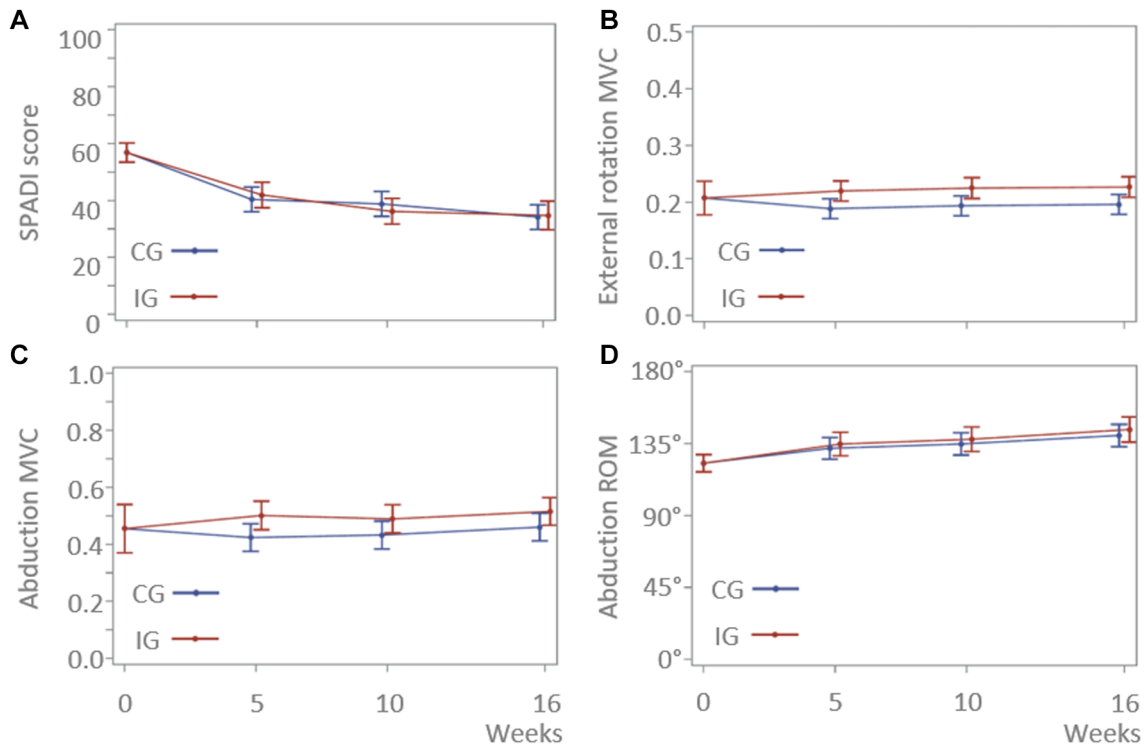 A
SPADI score
100
80
60
40
20
0
CG
IG
B
External rotation MVC
0.5
0.4
0.3
0.2
0.1
0.0
CG
IG
C
Abduction MVC
1.0
0.8
0.6
0.4
0.2
0.0
CG
IG
0 5 10 16
Weeks
D
Abduction ROM
180°
135°
90°
45°
0°
CG
IG
0 5 10 16
Weeks